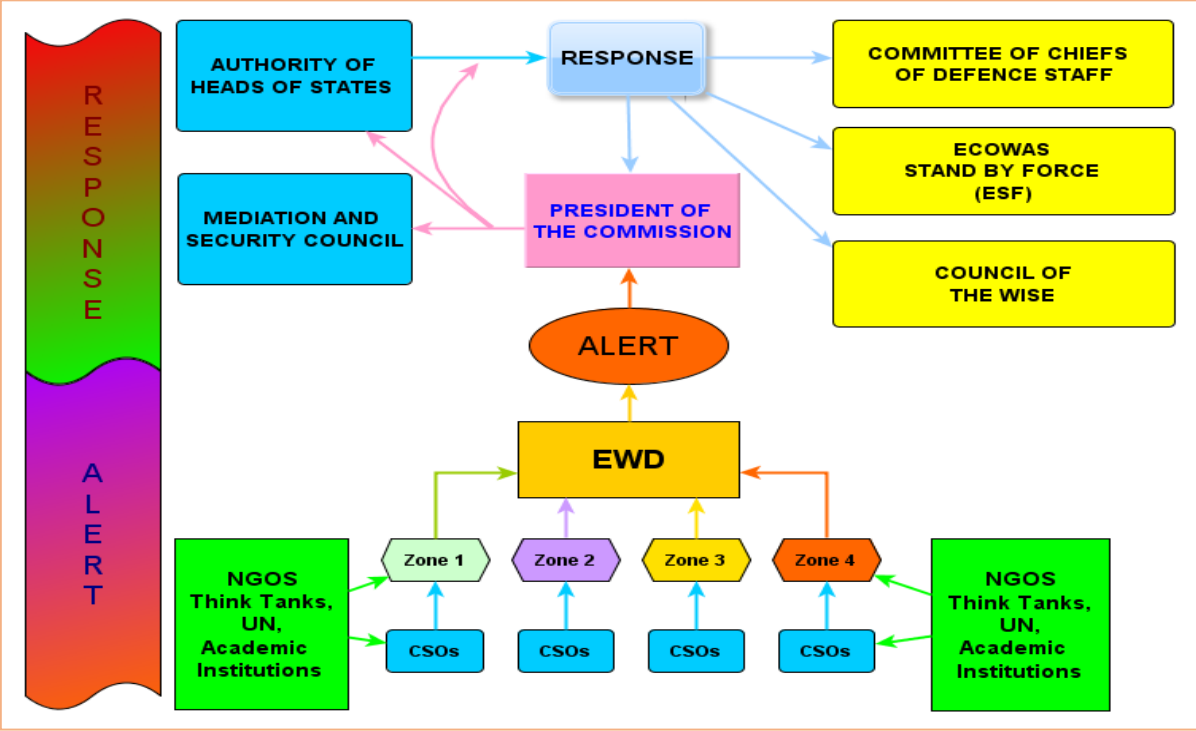 RESPONSE
AUTHORITY OF
HEADS OF STATES
RESPONSE
COMMITTEE OF CHIEFS
OF DEFENCE STAFF
ECOWAS
STAND BY FORCE
(ESF)
MEDIATION AND
SECURITY COUNCIL
PRESIDENT OF
THE COMMISSION
COUNCIL OF
THE WISE
ALERT
ALERT
EWD
Zone 1
Zone 2
Zone 3
Zone 4
NGOS
Think Tanks,
UN,
Academic
Institutions
CSOs
CSOs
CSOs
CSOs
NGOS
Think Tanks,
UN,
Academic
Institutions